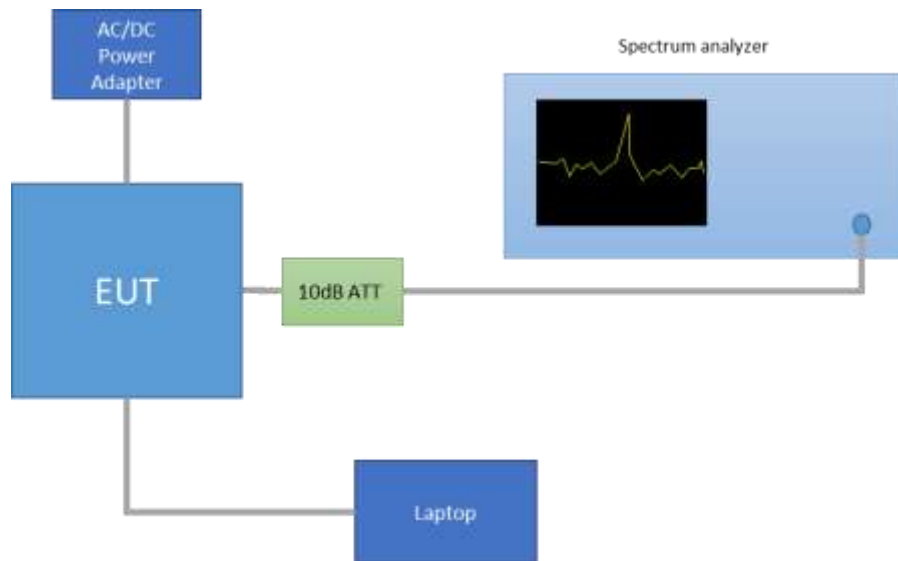 AC/DC
Power
Adapter
Spectrum analyzer
EUT
10dB ATT
Laptop